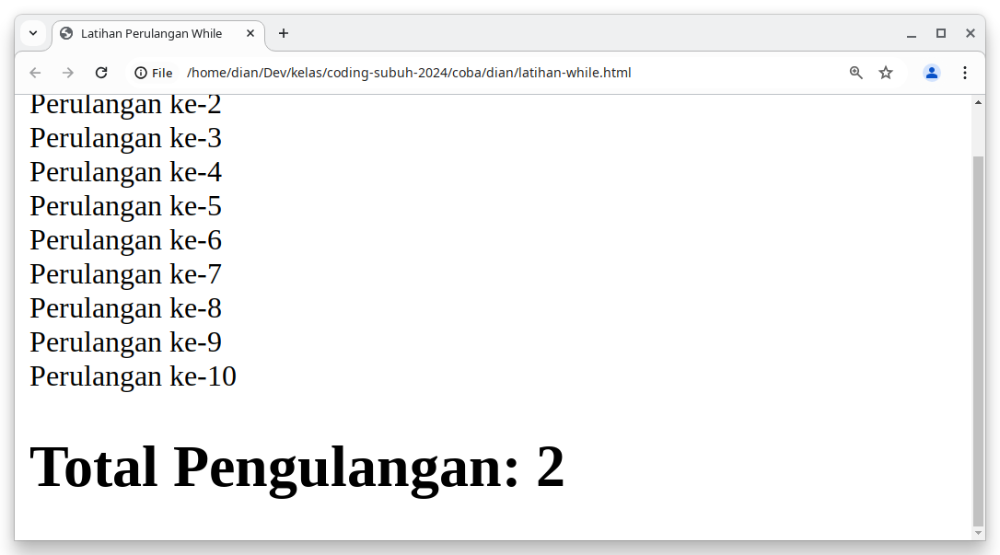 Latihan Perulangan While
File /home/dian/Dev/kelas/coding-subuh-2024/coba/dian/latihan-while.html
Perulangan ke-2
Perulangan ke-3
Perulangan ke-4
Perulangan ke-5
Perulangan ke-6
Perulangan ke-7
Perulangan ke-8
Perulangan ke-9
Perulangan ke-10
Total Pengulangan: 2